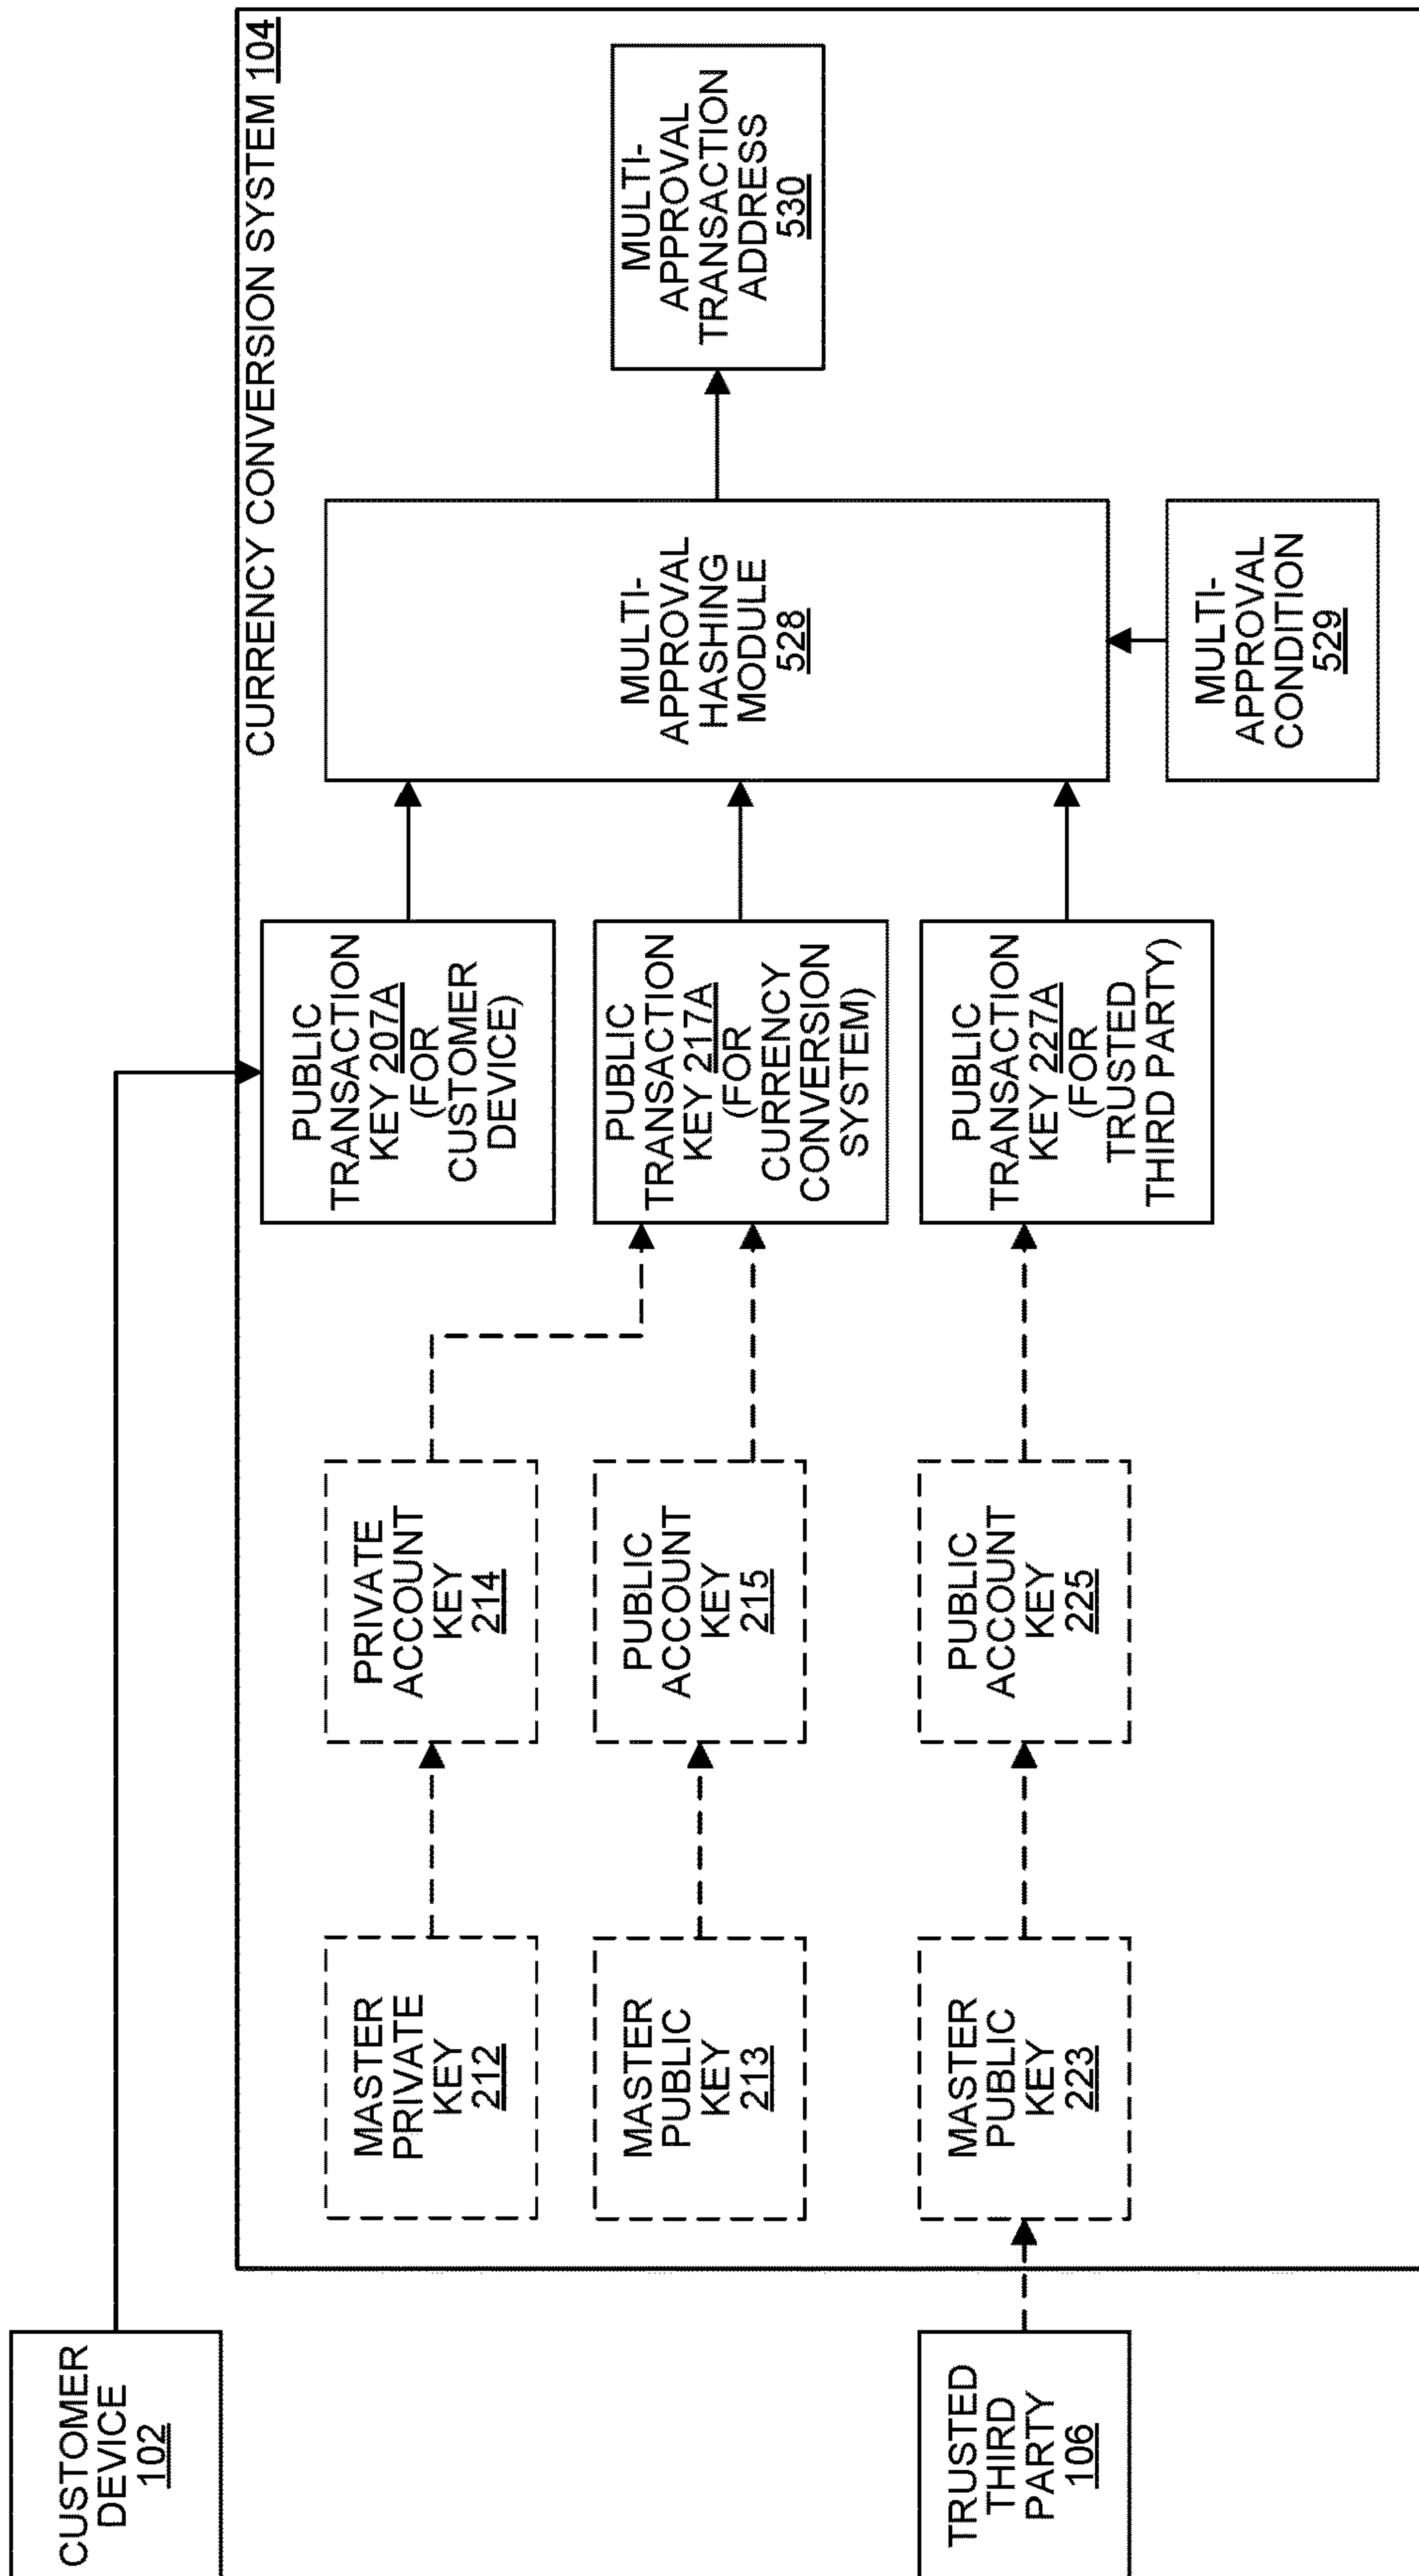 CUSTOMER
DEVICE
102
CURRENCY CONVERSION SYSTEM 104
MASTER
PRIVATE
KEY
212
PRIVATE
ACCOUNT
KEY
214
PUBLIC
TRANSACTION
KEY 207A
(FOR
CUSTOMER
DEVICE)
MASTER
PUBLIC
KEY
213
PUBLIC
ACCOUNT
KEY
215
PUBLIC
TRANSACTION
KEY 217A
(FOR
CURRENCY
CONVERSION
SYSTEM)
MULTI-
APPROVAL
HASHING
MODULE
528
MULTI-
APPROVAL
TRANSACTION
ADDRESS
530
TRUSTED
THIRD
PARTY
106
MASTER
PUBLIC
KEY
223
PUBLIC
ACCOUNT
KEY
225
PUBLIC
TRANSACTION
KEY 227A
(FOR
TRUSTED
THIRD PARTY)
MULTI-
APPROVAL
CONDITION
529